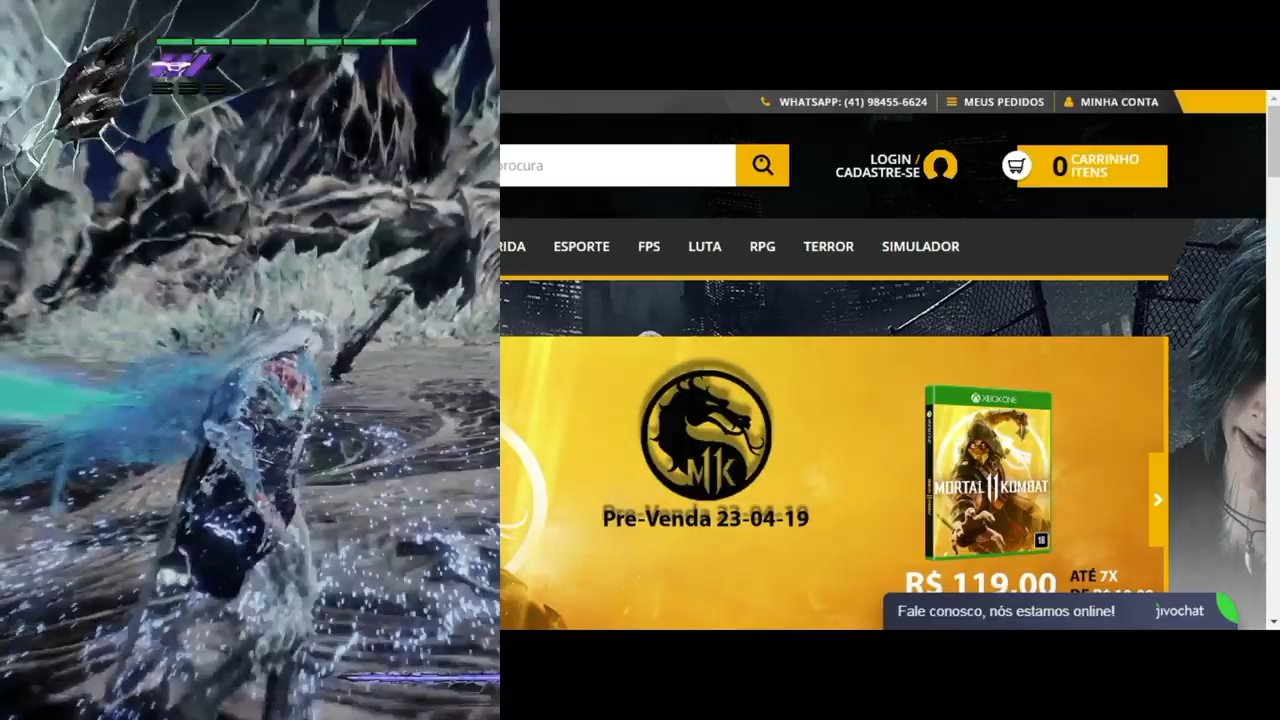 WHATSAPP: (41) 98455-6624
MEUS PEDIDOS
MINHA CONTA
procura
LOGIN /
CADASTRE-SE
0
CARRINHO
ITENS
RIDA
ESPORTE
FPS
LUTA
RPG
TERROR
SIMULADOR
XBOX ONE
MORTAL 11 KOMBAT
18
MK
Pre-Venda 23-04-19
R$ 119,00
ATÉ 7X
Fale conosco, nós estamos online!
jivochat